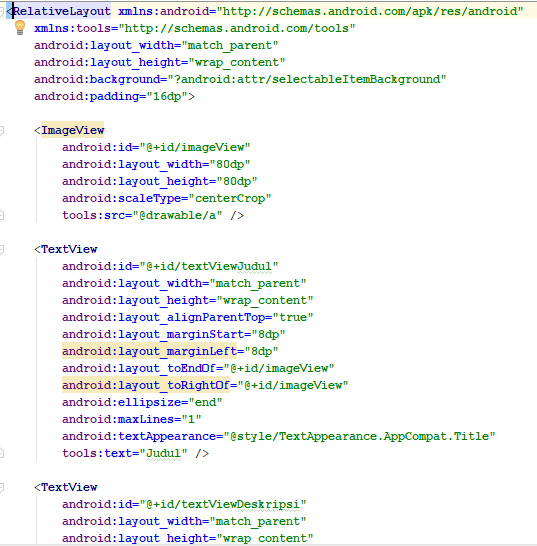 <RelativeLayout xmlns:android="http://schemas.android.com/apk/res/android"
    xmlns:tools="http://schemas.android.com/tools"
    android:layout_width="match_parent"
    android:layout_height="wrap_content"
    android:background="?android:attr/selectableItemBackground"
    android:padding="16dp">

    <ImageView
        android:id="@+id/imageView"
        android:layout_width="80dp"
        android:layout_height="80dp"
        android:scaleType="centerCrop"
        tools:src="@drawable/a" />

    <TextView
        android:id="@+id/textViewJudul"
        android:layout_width="match_parent"
        android:layout_height="wrap_content"
        android:layout_alignParentTop="true"
        android:layout_marginStart="8dp"
        android:layout_marginLeft="8dp"
        android:layout_toEndOf="@+id/imageView"
        android:layout_toRightOf="@+id/imageView"
        android:ellipsize="end"
        android:maxLines="1"
        android:textAppearance="@style/TextAppearance.AppCompat.Title"
        tools:text="Judul" />

    <TextView
        android:id="@+id/textViewDeskripsi"
        android:layout_width="match_parent"
        android:layout_height="wrap_content"